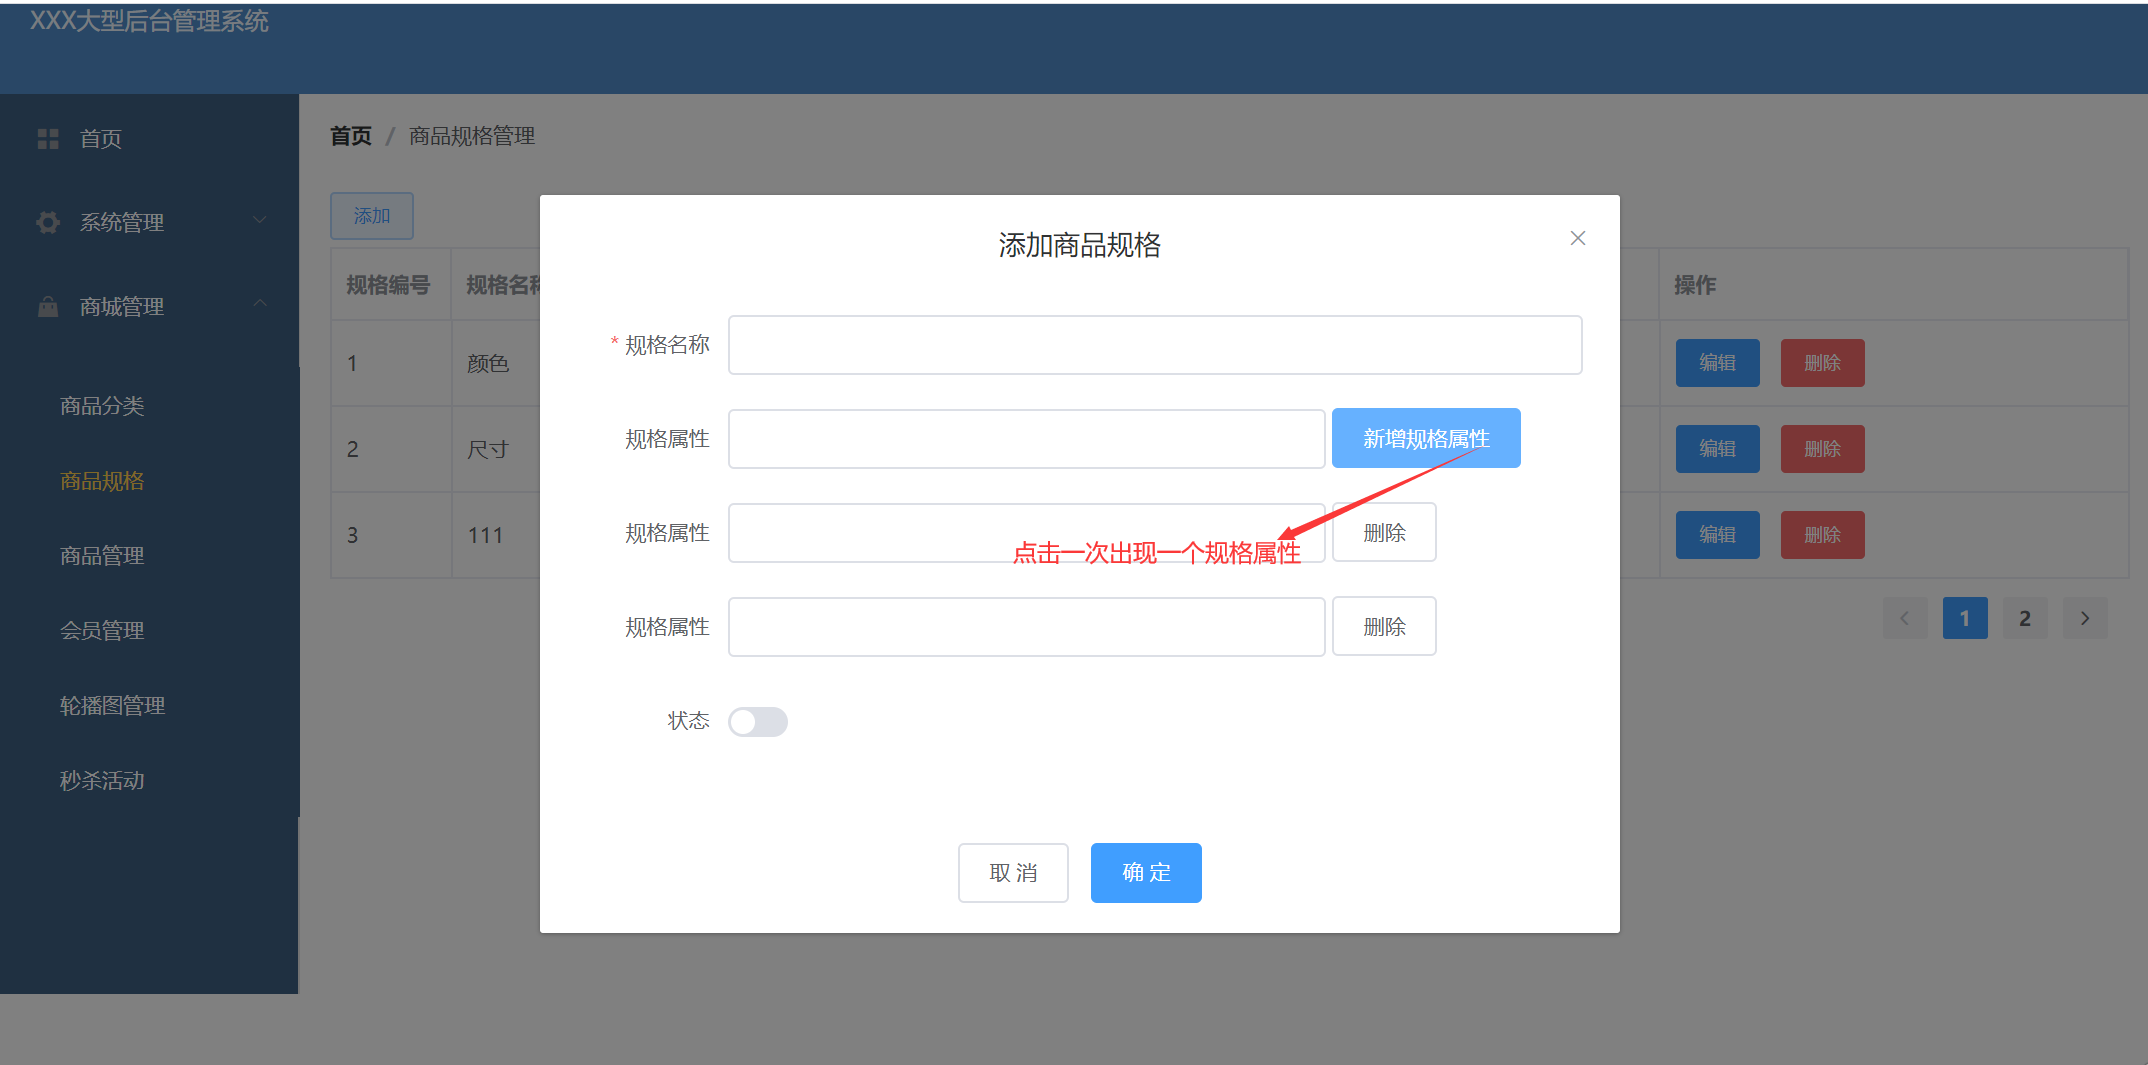 XXX大型后台管理系统
首页
系统管理
商城管理
商品分类
商品规格
商品管理
会员管理
轮播图管理
秒杀活动
首页 / 商品规格管理
添加
规格编号 规格名称 操作
1 颜色 编辑 删除
2 尺寸 编辑 删除
3 111 编辑 删除
1 2
添加商品规格
* 规格名称
规格属性 新增规格属性
规格属性 删除
点击一次出现一个规格属性
规格属性 删除
状态
取 消 确 定